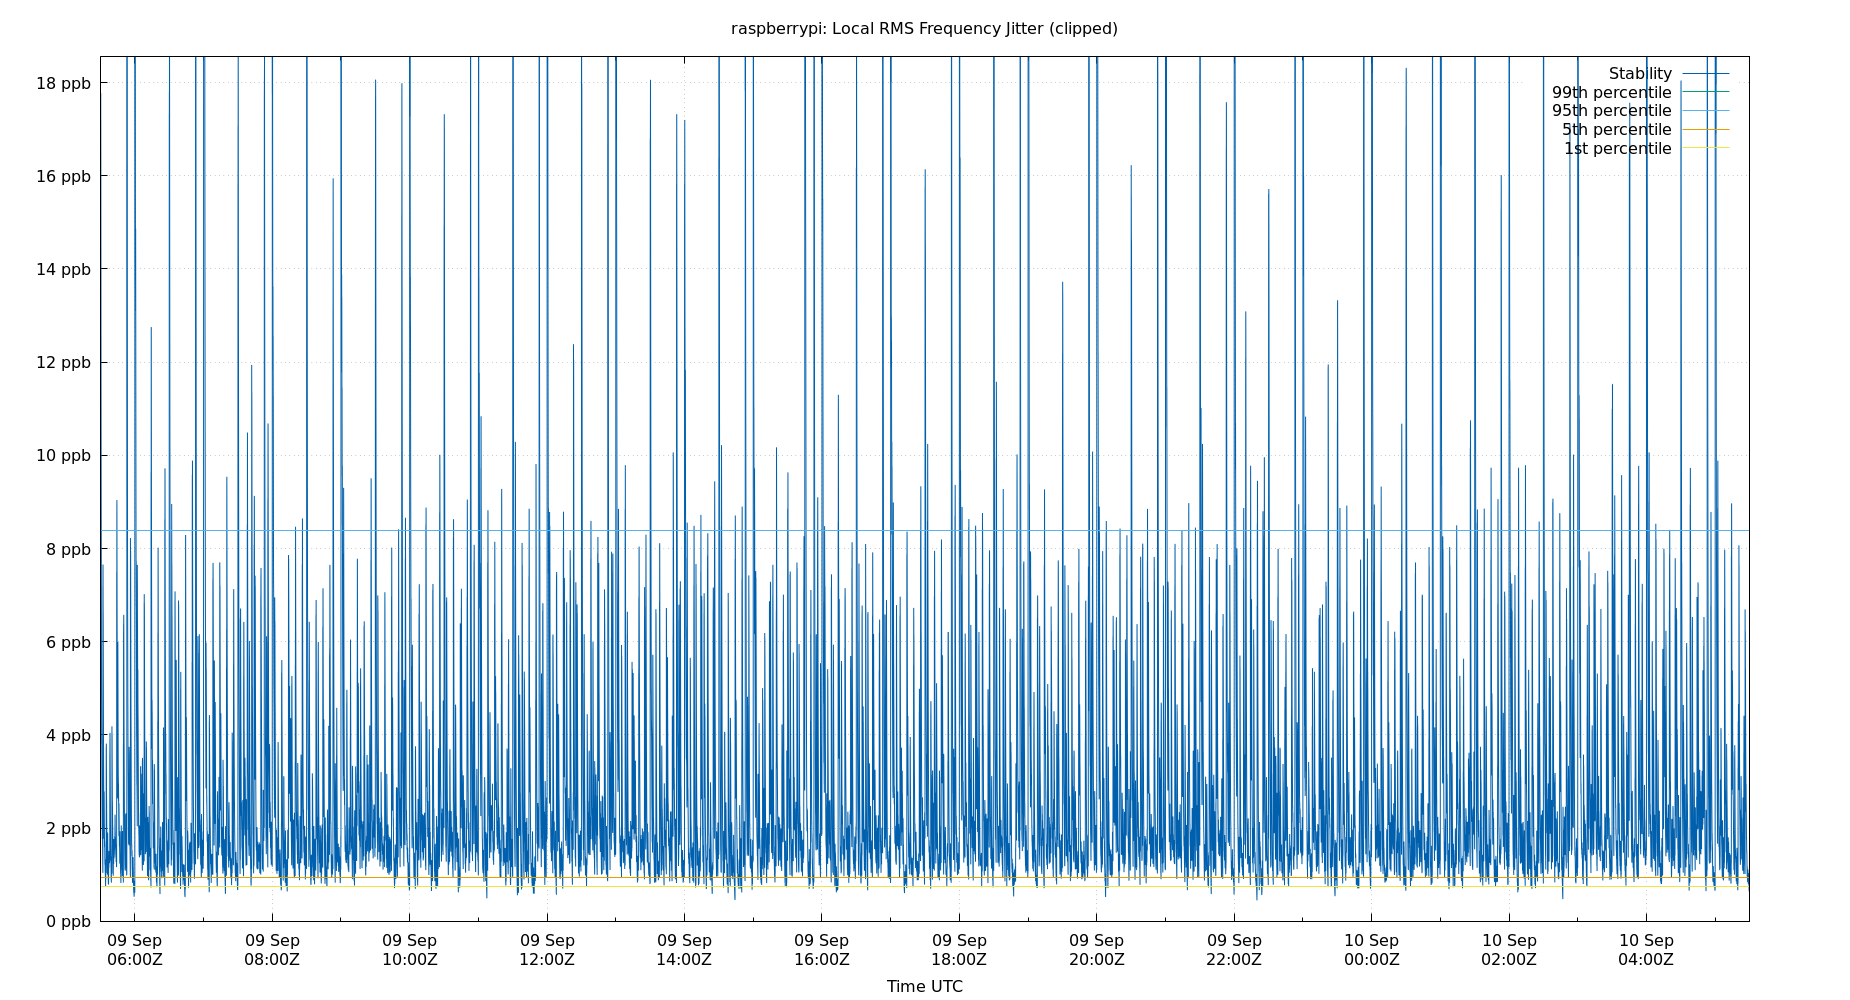 raspberrypi: Local RMS Frequency Jitter (clipped)
18 ppb
16 ppb
14 ppb
12 ppb
10 ppb
8 ppb
6 ppb
4 ppb
2 ppb
0 ppb
Stability
99th percentile
95th percentile
5th percentile
1st percentile
09 Sep
06:00Z
09 Sep
08:00Z
09 Sep
10:00Z
09 Sep
12:00Z
09 Sep
14:00Z
09 Sep
16:00Z
09 Sep
18:00Z
09 Sep
20:00Z
09 Sep
22:00Z
10 Sep
00:00Z
10 Sep
02:00Z
10 Sep
04:00Z
Time UTC